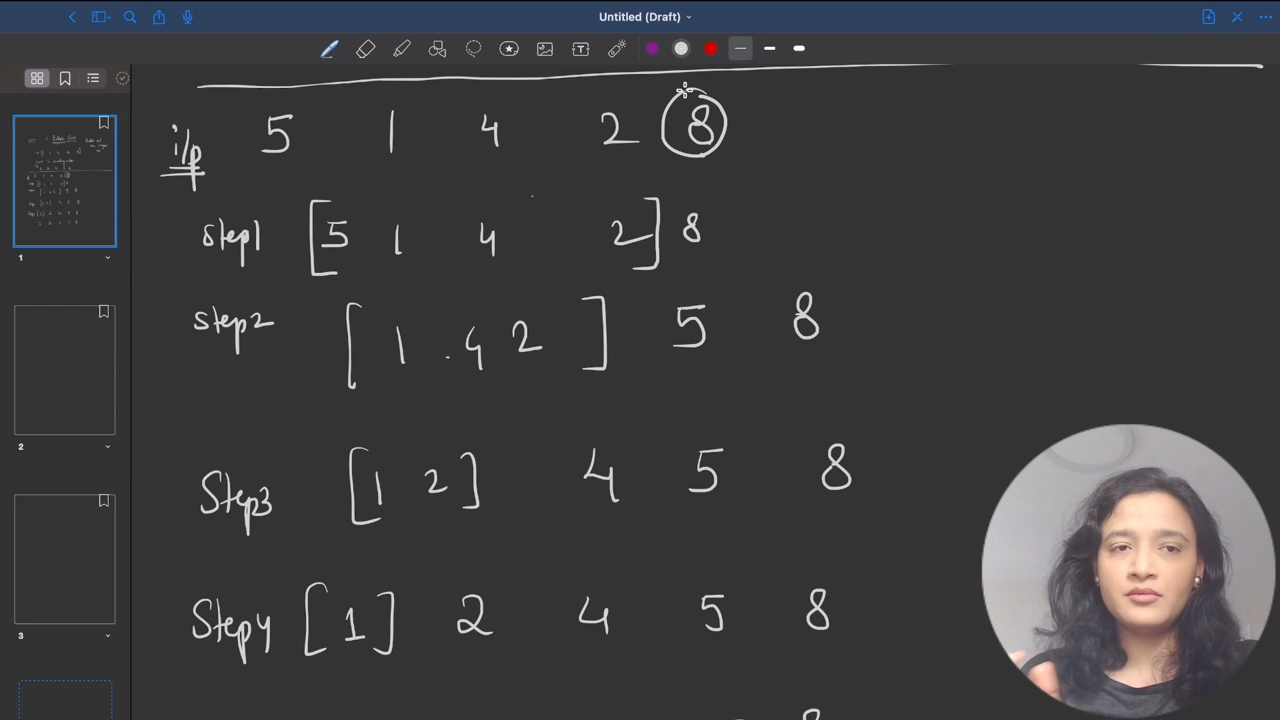 Untitled (Draft)
i/p 5 1 4 2 8
Step1 [5 1 4 2] 8
Step2 [1 4 2] 5 8
Step3 [1 2] 4 5 8
Step4 [1] 2 4 5 8
1
2
3